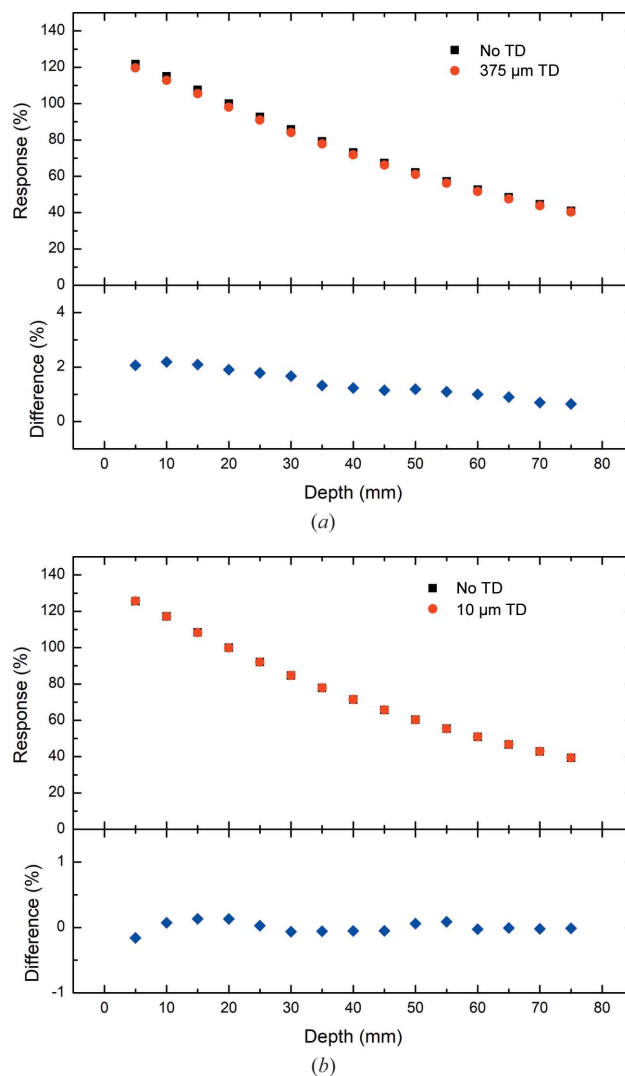 140
120
100
80
60
40
20
0
Response (%)
No TD
375 µm TD
4
2
0
Difference (%)
0 10 20 30 40 50 60 70 80
Depth (mm)
(a)
140
120
100
80
60
40
20
0
Response (%)
No TD
10 µm TD
1
0
-1
Difference (%)
0 10 20 30 40 50 60 70 80
Depth (mm)
(b)